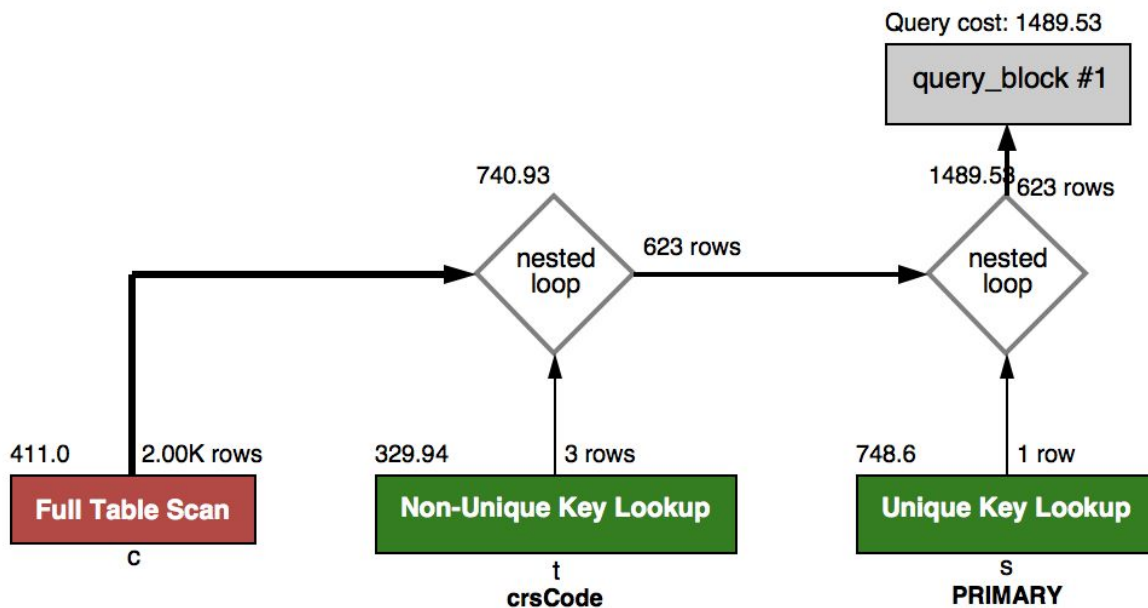 Query cost: 1489.53
query_block #1
740.93
1489.53
623 rows
nested
loop
623 rows
nested
loop
411.0
2.00K rows
329.94
3 rows
748.6
1 row
Full Table Scan
Non-Unique Key Lookup
Unique Key Lookup
c
t
s
crsCode
PRIMARY